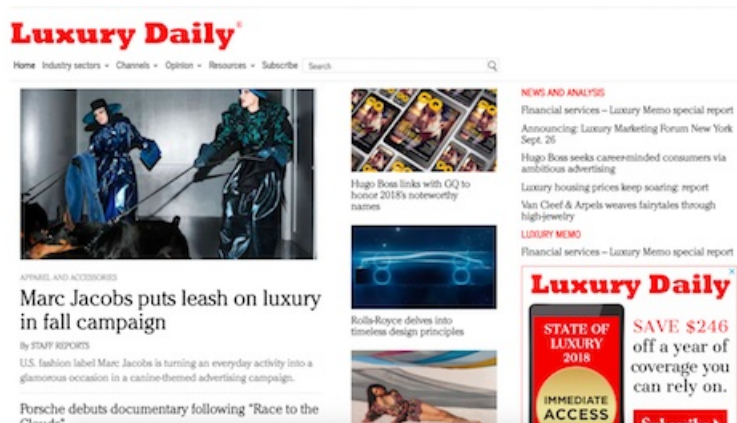 Luxury Daily®
Home Industry sectors Channels Opinion Resources Subscribe Search
GQ
APPAREL AND ACCESSORIES
Marc Jacobs puts leash on luxury
in fall campaign
By STAFF REPORTS
U.S. fashion label Marc Jacobs is turning an everyday activity into a
glamorous occasion in a canine-themed advertising campaign.
Porsche debuts documentary following "Race to the
Clouds"
Hugo Boss links with GQ to
honor 2018's noteworthy
names
Rolls-Royce delves into
timeless design principles
NEWS AND ANALYSIS
Financial services – Luxury Memo special report
Announcing: Luxury Marketing Forum New York
Sept. 26
Hugo Boss seeks career-minded consumers via
ambitious advertising
Luxury housing prices keep soaring: report
Van Cleef & Arpels weaves fairytales through
high-jewelry
LUXURY MEMO
Financial services – Luxury Memo special report
Luxury Daily
STATE OF
LUXURY
2018
IMMEDIATE
ACCESS
SAVE $246
off a year of
coverage you
can rely on.